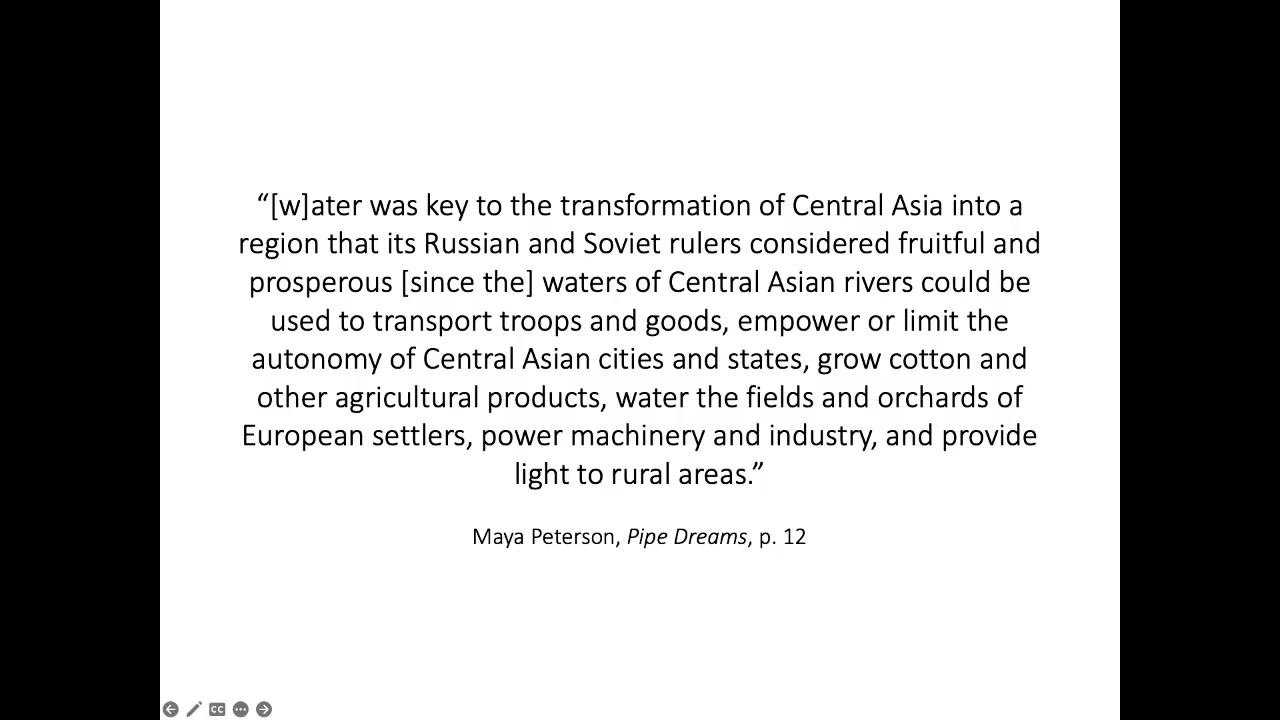 “[w]ater was key to the transformation of Central Asia into a
region that its Russian and Soviet rulers considered fruitful and
prosperous [since the] waters of Central Asian rivers could be
used to transport troops and goods, empower or limit the
autonomy of Central Asian cities and states, grow cotton and
other agricultural products, water the fields and orchards of
European settlers, power machinery and industry, and provide
light to rural areas.”
Maya Peterson, Pipe Dreams, p. 12
CC